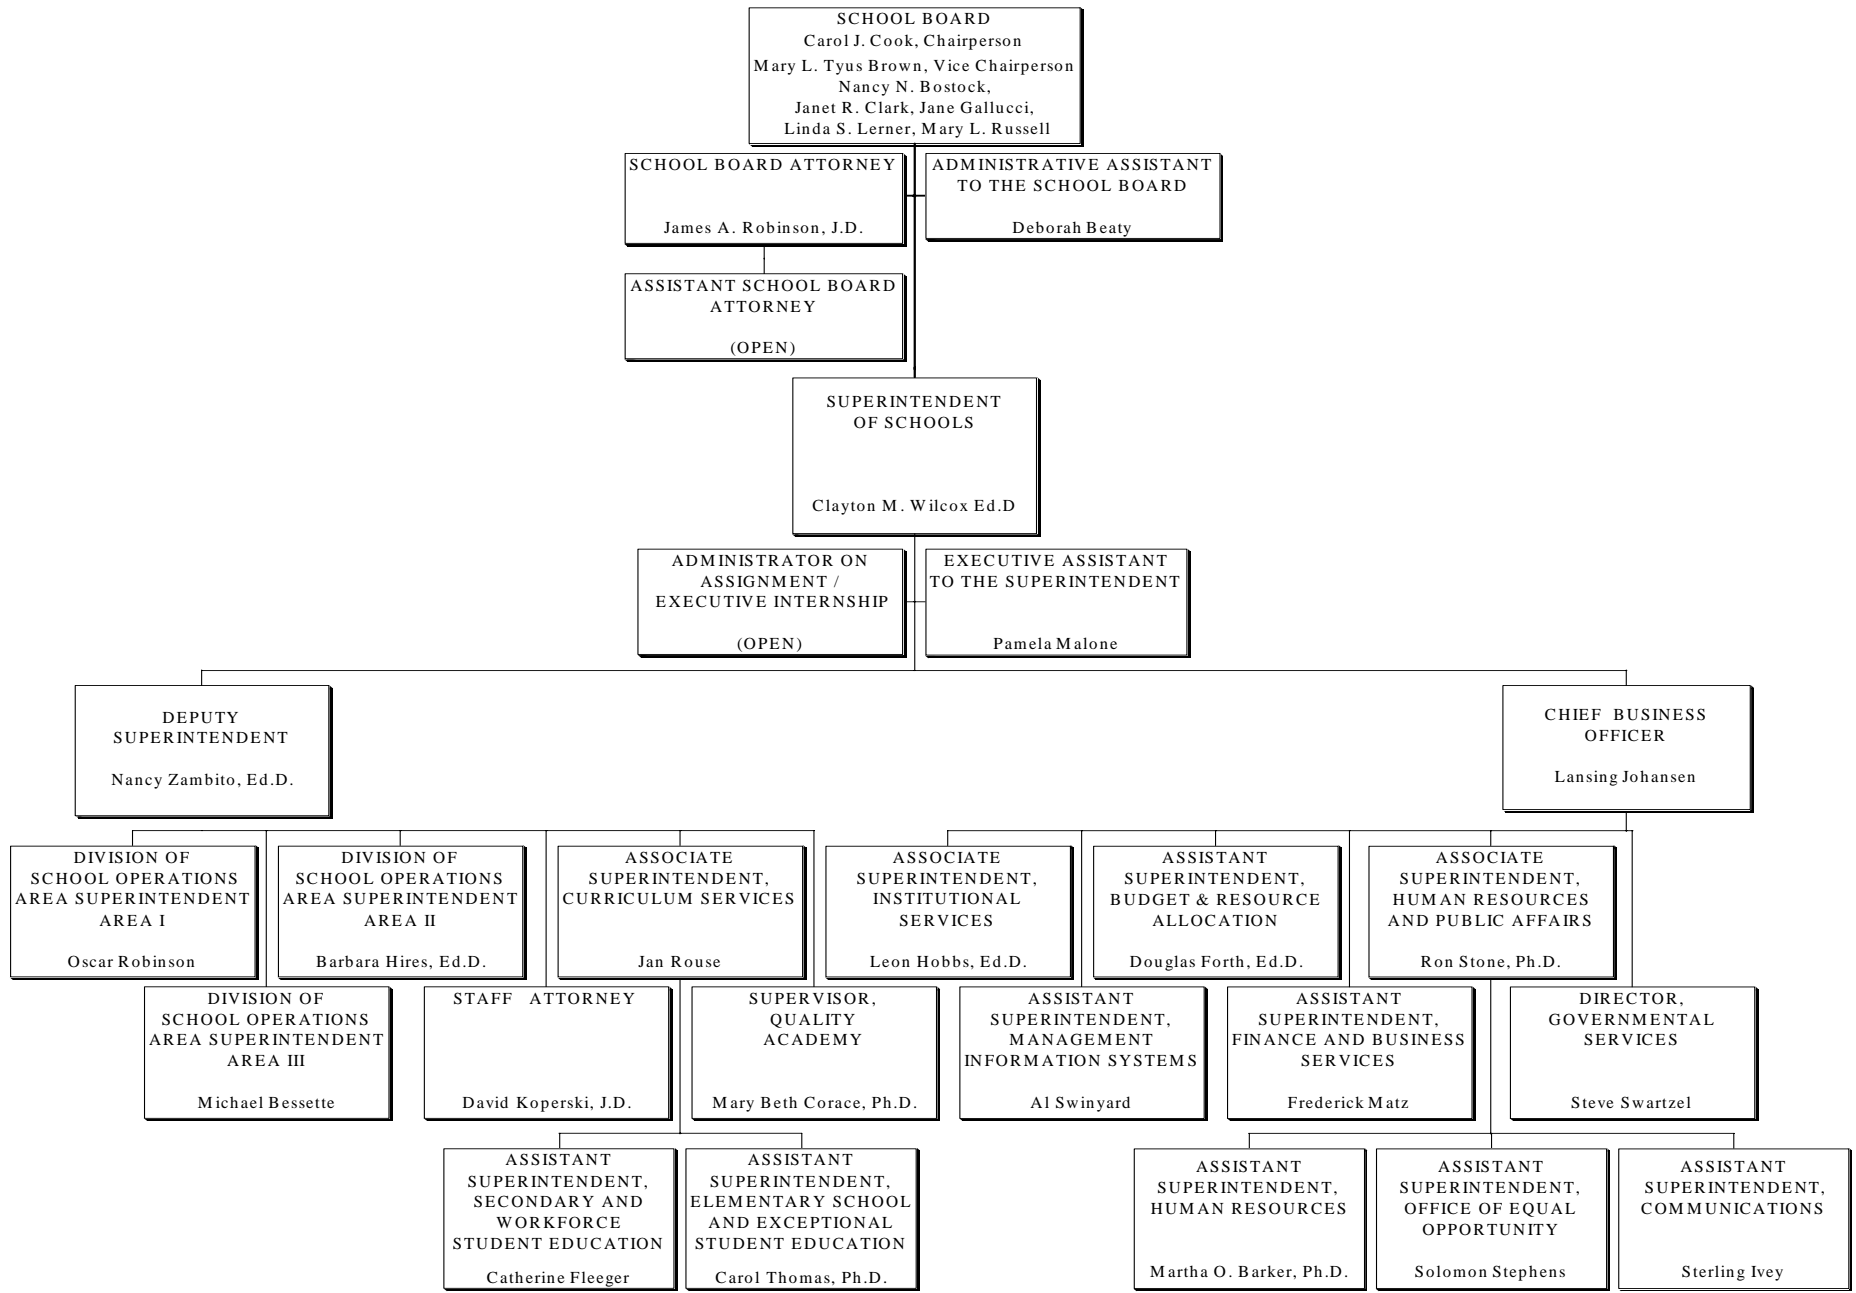 SCHOOL BOARD
Carol J. Cook, Chairperson
Mary L. Tyus Brown, Vice Chairperson
Nancy N. Bostock,
Janet R. Clark, Jane Gallucci,
Linda S. Lerner, Mary L. Russell
SCHOOL BOARD ATTORNEY
James A. Robinson, J.D.
ADMINISTRATIVE ASSISTANT
TO THE SCHOOL BOARD
Deborah Beaty
ASSISTANT SCHOOL BOARD
ATTORNEY
(OPEN)
SUPERINTENDENT
OF SCHOOLS
Clayton M. Wilcox Ed.D
ADMINISTRATOR ON
ASSIGNMENT /
EXECUTIVE INTERNSHIP
(OPEN)
EXECUTIVE ASSISTANT
TO THE SUPERINTENDENT
Pamela Malone
DEPUTY
SUPERINTENDENT
Nancy Zambito, Ed.D.
CHIEF BUSINESS
OFFICER
Lansing Johansen
DIVISION OF
SCHOOL OPERATIONS
AREA SUPERINTENDENT
AREA I
Oscar Robinson
DIVISION OF
SCHOOL OPERATIONS
AREA SUPERINTENDENT
AREA II
Barbara Hires, Ed.D.
ASSOCIATE
SUPERINTENDENT,
CURRICULUM SERVICES
Jan Rouse
ASSOCIATE
SUPERINTENDENT,
INSTITUTIONAL
SERVICES
Leon Hobbs, Ed.D.
ASSISTANT
SUPERINTENDENT,
BUDGET & RESOURCE
ALLOCATION
Douglas Forth, Ed.D.
ASSOCIATE
SUPERINTENDENT,
HUMAN RESOURCES
AND PUBLIC AFFAIRS
Ron Stone, Ph.D.
DIVISION OF
SCHOOL OPERATIONS
AREA SUPERINTENDENT
AREA III
Michael Bessette
STAFF ATTORNEY
David Koperski, J.D.
SUPERVISOR,
QUALITY
ACADEMY
Mary Beth Corace, Ph.D.
ASSISTANT
SUPERINTENDENT,
MANAGEMENT
INFORMATION SYSTEMS
Al Swinyard
ASSISTANT
SUPERINTENDENT,
FINANCE AND BUSINESS
SERVICES
Frederick Matz
DIRECTOR,
GOVERNMENTAL
SERVICES
Steve Swartzel
ASSISTANT
SUPERINTENDENT,
SECONDARY AND
WORKFORCE
STUDENT EDUCATION
Catherine Fleeger
ASSISTANT
SUPERINTENDENT,
ELEMENTARY SCHOOL
AND EXCEPTIONAL
STUDENT EDUCATION
Carol Thomas, Ph.D.
ASSISTANT
SUPERINTENDENT,
HUMAN RESOURCES
Martha O. Barker, Ph.D.
ASSISTANT
SUPERINTENDENT,
OFFICE OF EQUAL
OPPORTUNITY
Solomon Stephens
ASSISTANT
SUPERINTENDENT,
COMMUNICATIONS
Sterling Ivey